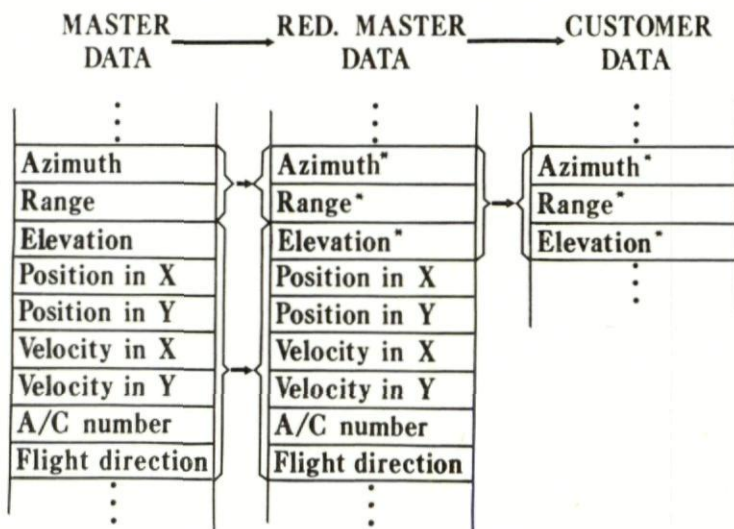 MASTER DATA
RED. MASTER DATA
CUSTOMER DATA
Azimuth
Range
Elevation
Position in X
Position in Y
Velocity in X
Velocity in Y
A/C number
Flight direction
Azimuth*
Range*
Elevation*
Position in X
Position in Y
Velocity in X
Velocity in Y
A/C number
Flight direction
Azimuth*
Range*
Elevation*